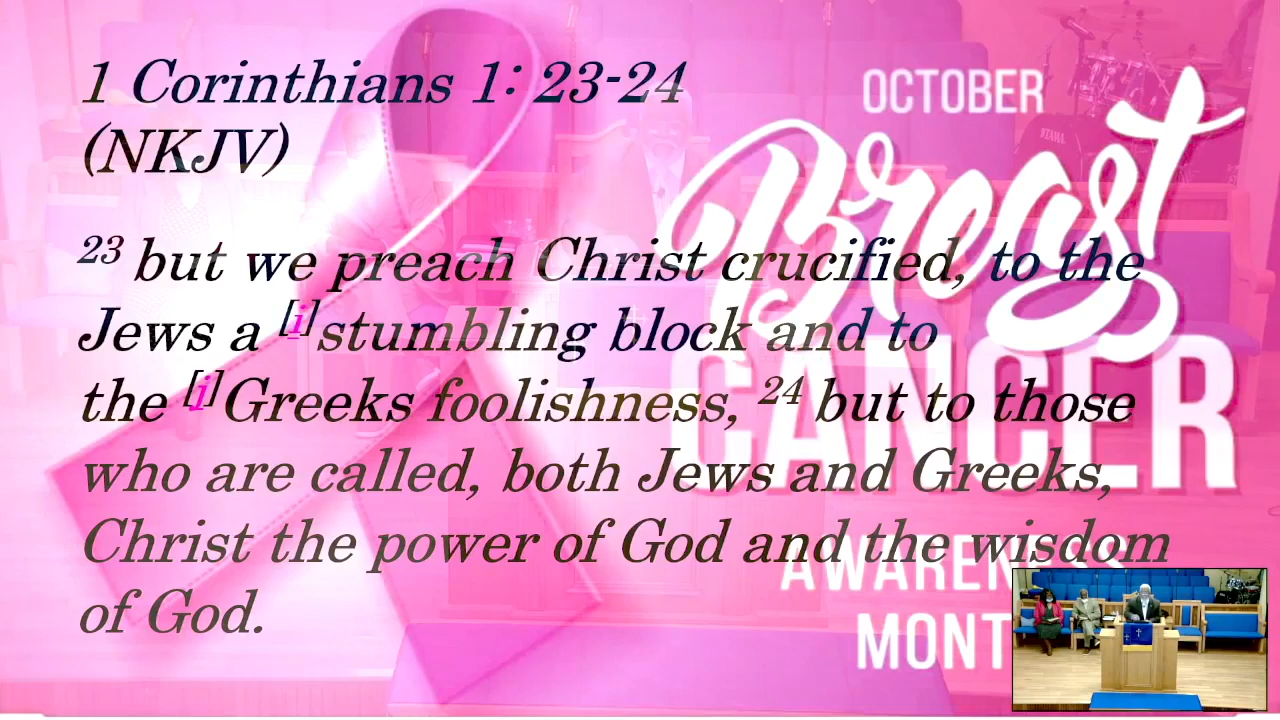 1 Corinthians 1: 23-24
(NKJV)
23 but we preach Christ crucified, to the
Jews a [i]stumbling block and to
the [j]Greeks foolishness, 24 but to those
who are called, both Jews and Greeks,
Christ the power of God and the wisdom
of God.
OCTOBER
Breast
CANCER
AWARENESS
MONT
TAMA